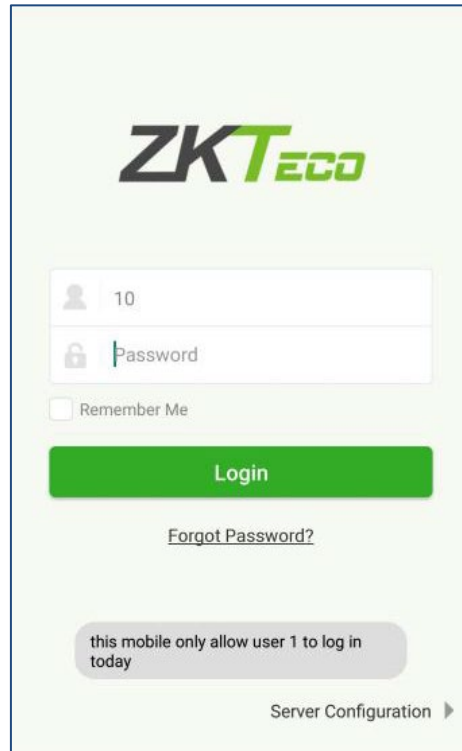 ZKTECO
10
Password
Remember Me
Login
Forgot Password?
this mobile only allow user 1 to log in
today
Server Configuration